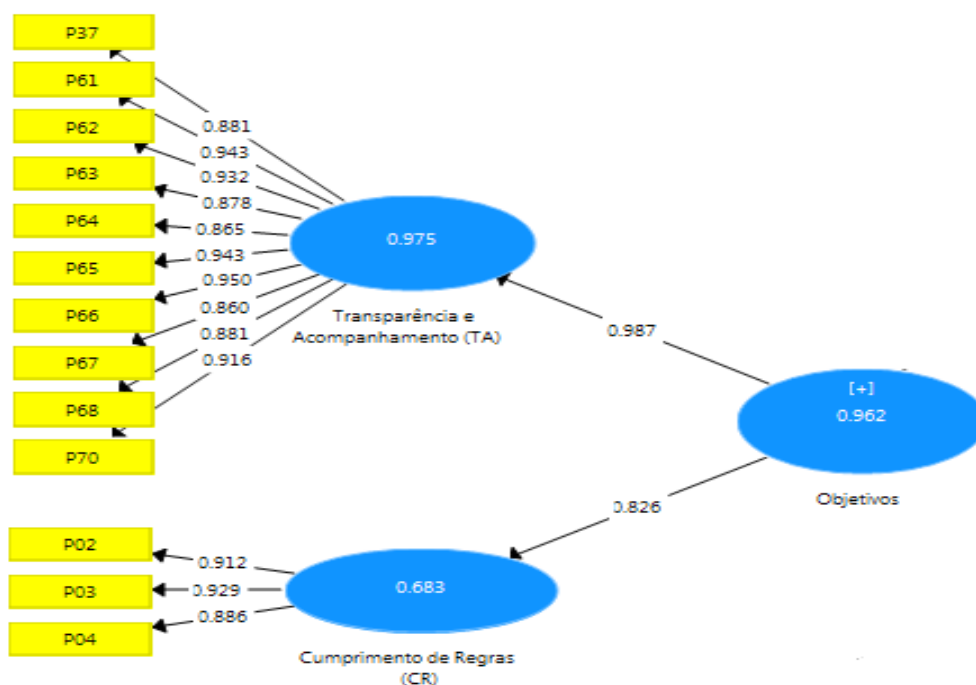 P37
P61
P62
P63
P64
P65
P66
P67
P68
P70
0.881
0.943
0.932
0.878
0.865
0.943
0.950
0.860
0.881
0.916
0.975
Transparência e
Acompanhamento (TA)
0.987
[+]
0.962
Objetivos
0.826
P02
P03
P04
0.912
0.929
0.886
0.683
Cumprimento de Regras
(CR)